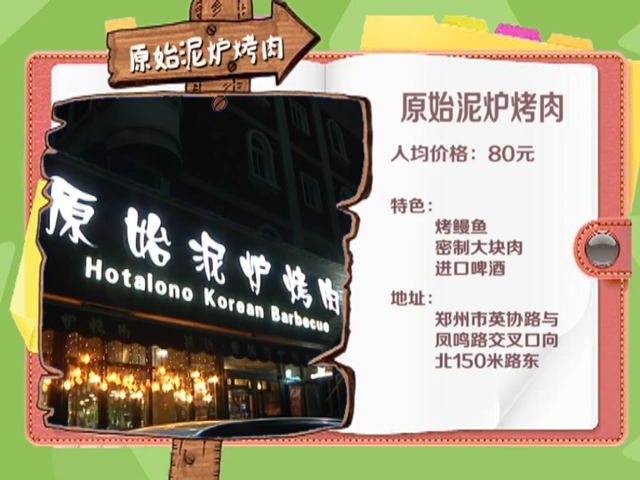 原始泥炉烤肉
原始泥炉烤肉
人均价格：80元
特色：
烤鳗鱼
密制大块肉
进口啤酒
地址：
郑州市英协路与
凤鸣路交叉口向
北150米路东
原始泥炉烤肉
Hotalono Korean Barbecue